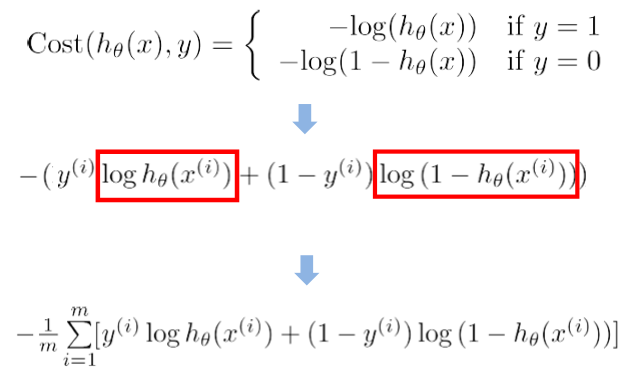 Cost(hθ(x), y) = { −log(hθ(x)) if y = 1
−log(1 − hθ(x)) if y = 0
−( y⁽ⁱ⁾ log hθ(x⁽ⁱ⁾) + (1 − y⁽ⁱ⁾) log (1 − hθ(x⁽ⁱ⁾)))
−1/m ∑ᵢ₌₁ᵐ [y⁽ⁱ⁾ log hθ(x⁽ⁱ⁾) + (1 − y⁽ⁱ⁾) log (1 − hθ(x⁽ⁱ⁾))]